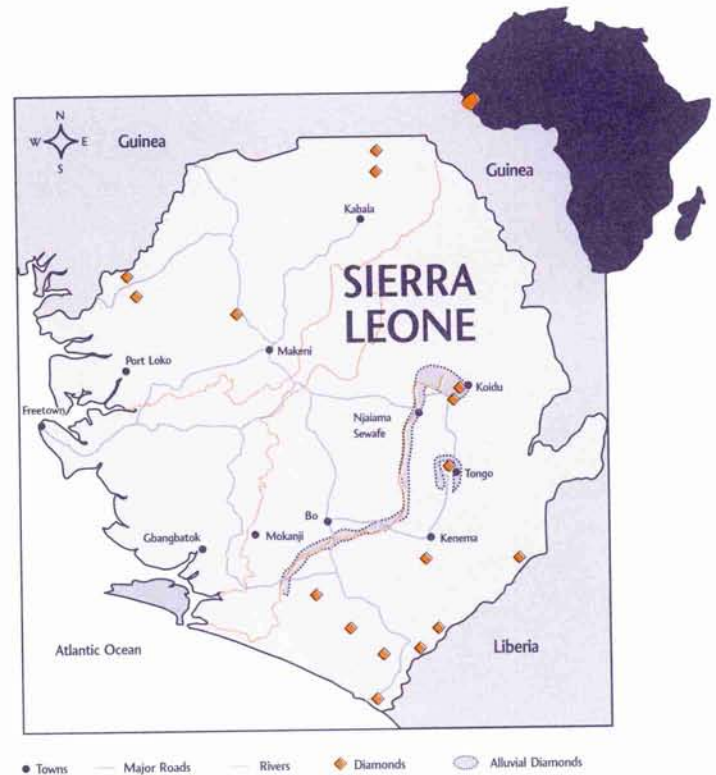 N
W E
S
Guinea
Guinea
Kabala
SIERRA
LEONE
Makeni
Port Loko
Koidu
Freetown
Njaiama
Sewafe
Tongo
Bo
Mokanji
Gbangbatok
Kenema
Atlantic Ocean
Liberia
Towns Major Roads Rivers Diamonds Alluvial Diamonds